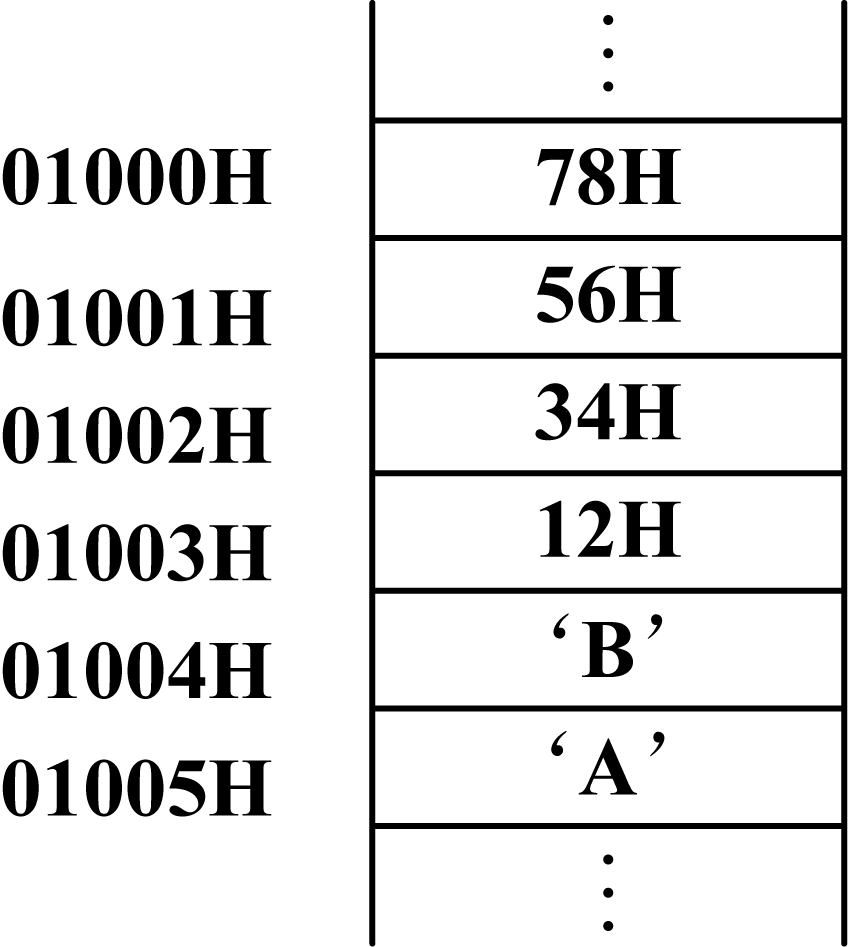 ⋮
01000H 78H
01001H 56H
01002H 34H
01003H 12H
01004H ‘B’
01005H ‘A’
⋮